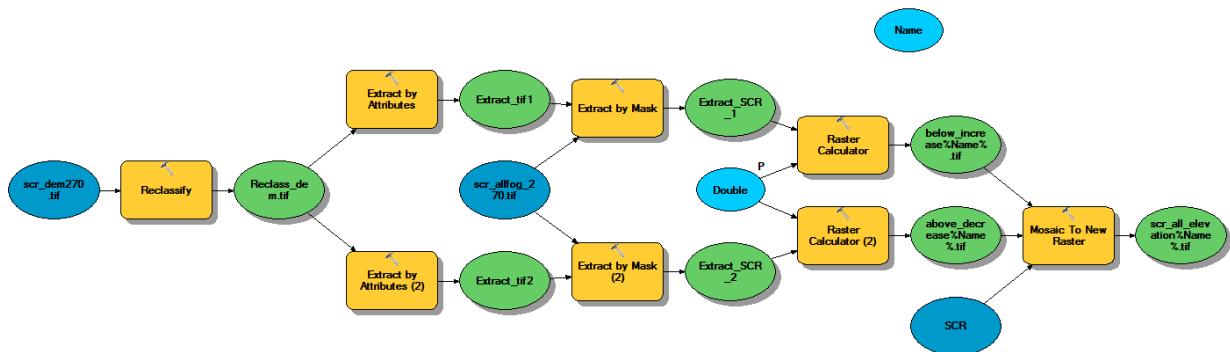 Name
Extract by
Attributes
Extract_tif1
Extract by Mask
Extract_SCR
_1
Raster
Calculator
below_incre
ase%Name%.
tif
scr_dem270
.tif
Reclassify
Reclass_de
m.tif
scr_allfog_2
70.tif
P
Double
Extract by
Attributes (2)
Extract_tif2
Extract by Mask
(2)
Extract_SCR
_2
Raster
Calculator (2)
above_decr
ease%Name
%.tif
Mosaic To New
Raster
scr_all_elev
ation%Name
%.tif
SCR